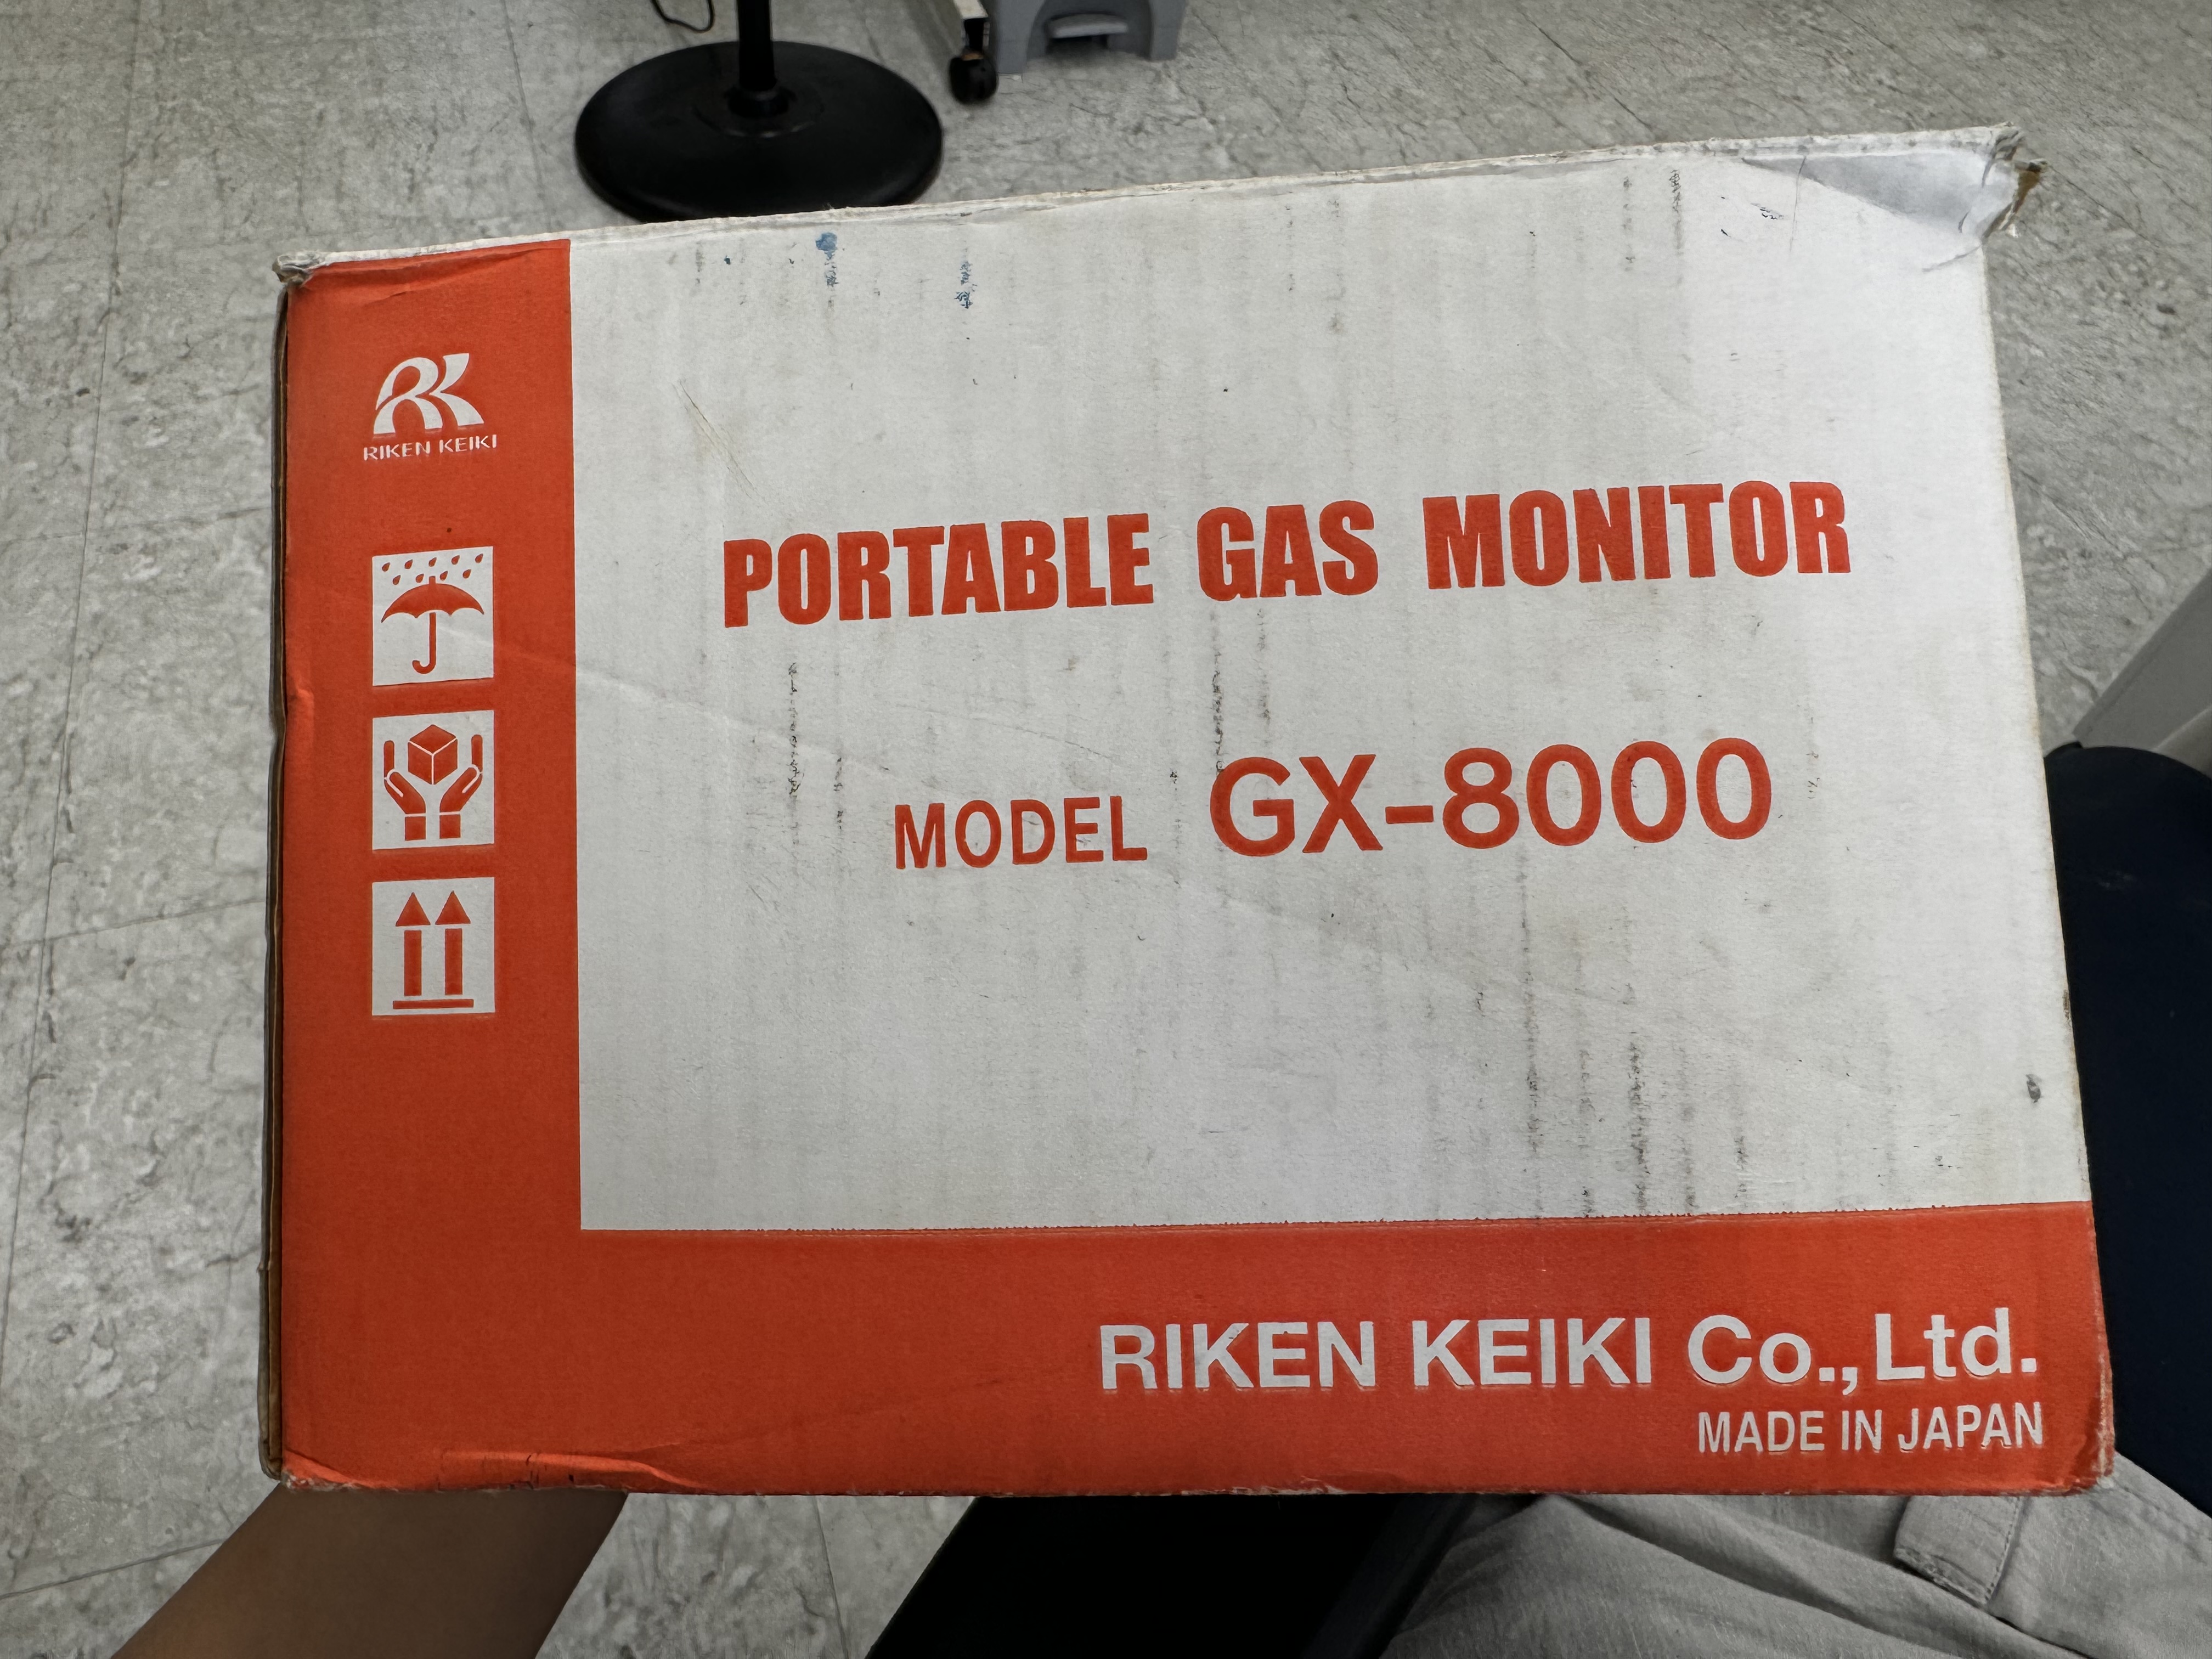 RIKEN KEIKI
PORTABLE GAS MONITOR
MODEL GX-8000
RIKEN KEIKI Co., Ltd.
MADE IN JAPAN